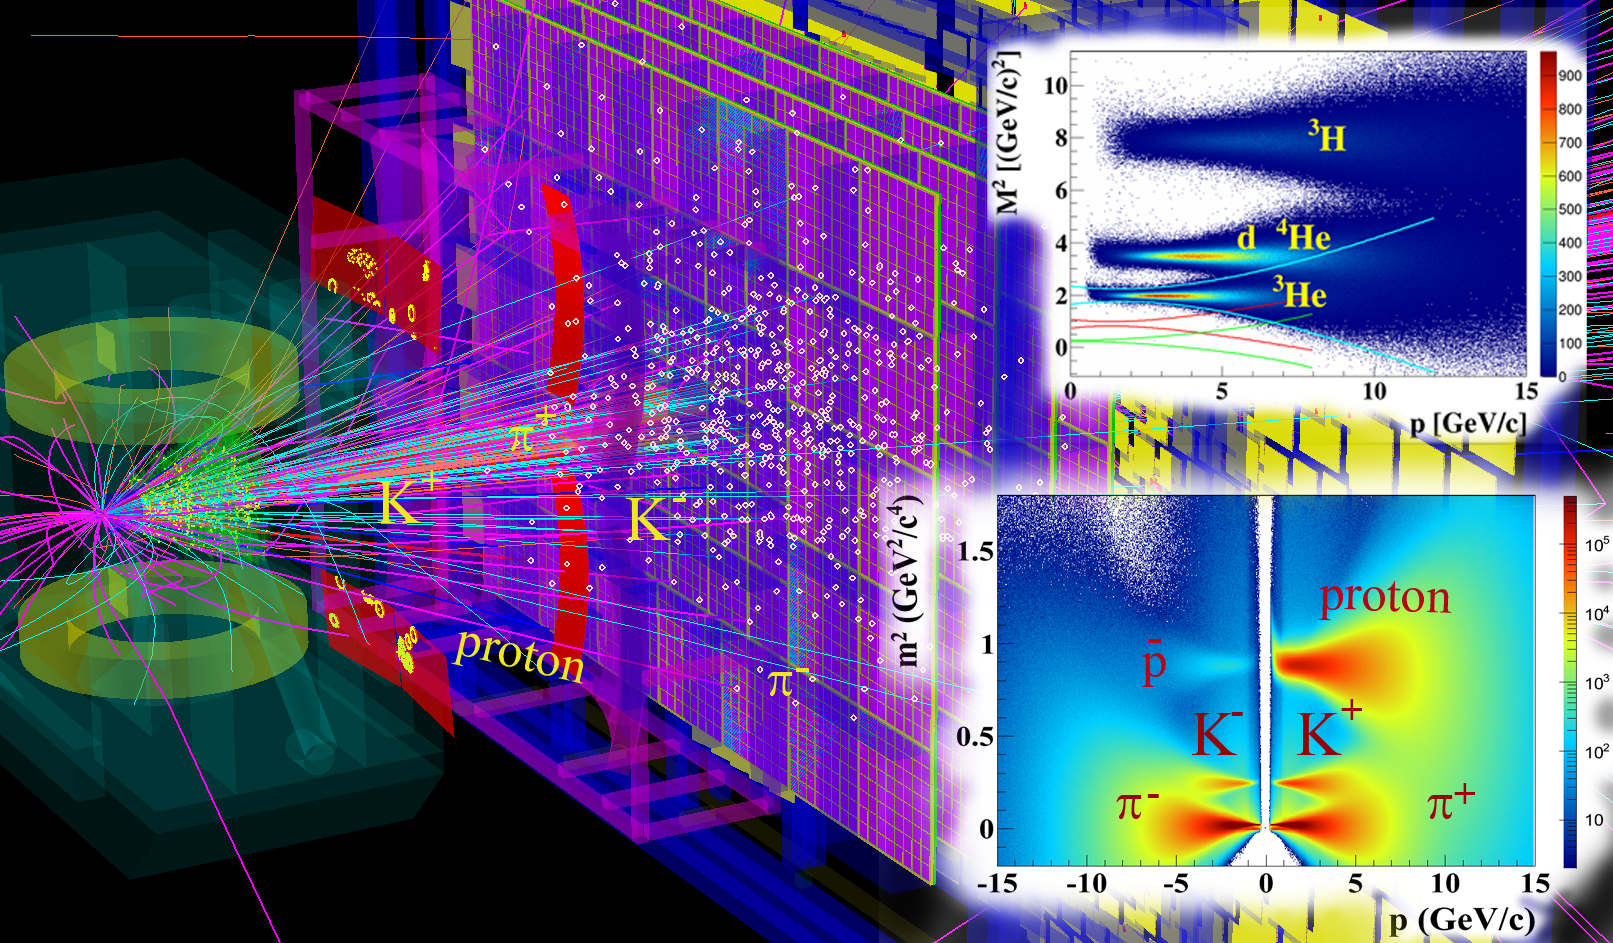 π⁺
K⁺
K⁻
proton
π⁻
M² [(GeV/c)²]
10
8
6
4
2
0
³H
d ⁴He
³He
0 5 10 15
p [GeV/c]
900
800
700
600
500
400
300
200
100
0
m² (GeV²/c⁴)
1.5
1
0.5
0
proton
p̄
K⁻ K⁺
π⁻ π⁺
-15 -10 -5 0 5 10 15
p (GeV/c)
10⁵
10⁴
10³
10²
10